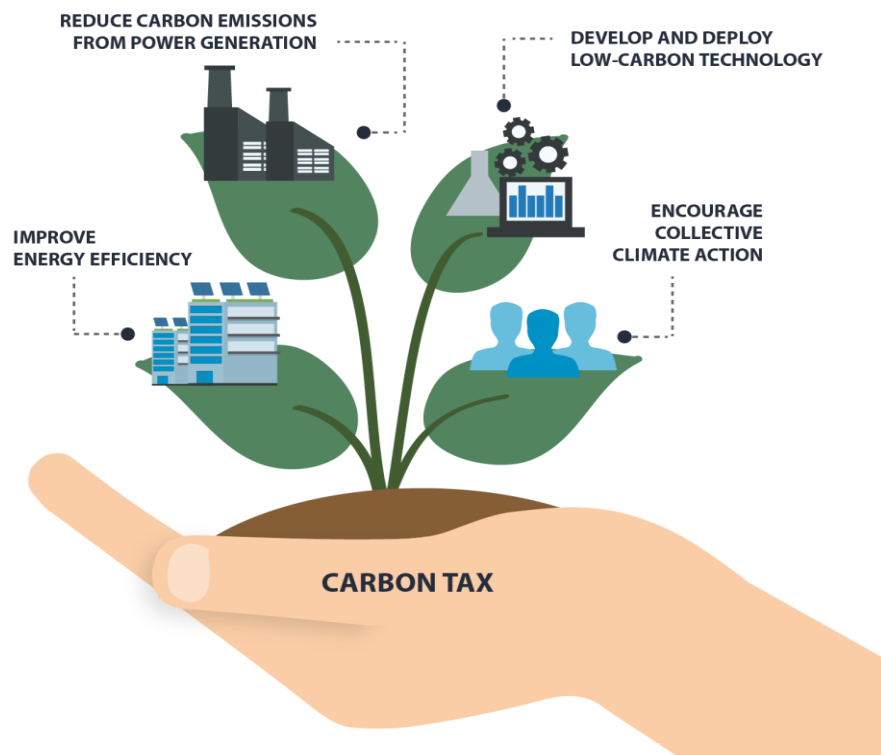 REDUCE CARBON EMISSIONS
FROM POWER GENERATION
DEVELOP AND DEPLOY
LOW-CARBON TECHNOLOGY
IMPROVE
ENERGY EFFICIENCY
ENCOURAGE
COLLECTIVE
CLIMATE ACTION
CARBON TAX